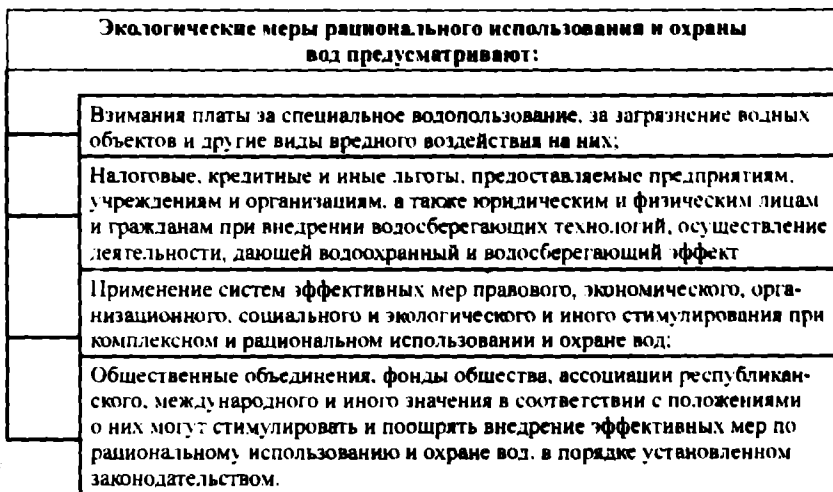 Экологические меры рационального использования и охраны
вод предусматривают:
Взимания платы за специальное водопользование, за загрязнение водных
объектов и другие виды вредного воздействия на них;
Налоговые, кредитные и иные льготы, предоставляемые предприятиям,
учреждениям и организациям, а также юридическим и физическим лицам
и гражданам при внедрении водосберегающих технологий, осуществление
деятельности, дающей водоохранный и водосберегающий эффект
Применение систем эффективных мер правового, экономического, орга-
низационного, социального и экологического и иного стимулирования при
комплексном и рациональном использовании и охране вод;
Общественные объединения, фонды общества, ассоциации республикан-
ского, международного и иного значения в соответствии с положениями
о них могут стимулировать и поощрять внедрение эффективных мер по
рациональному использованию и охране вод, в порядке установленном
законодательством.